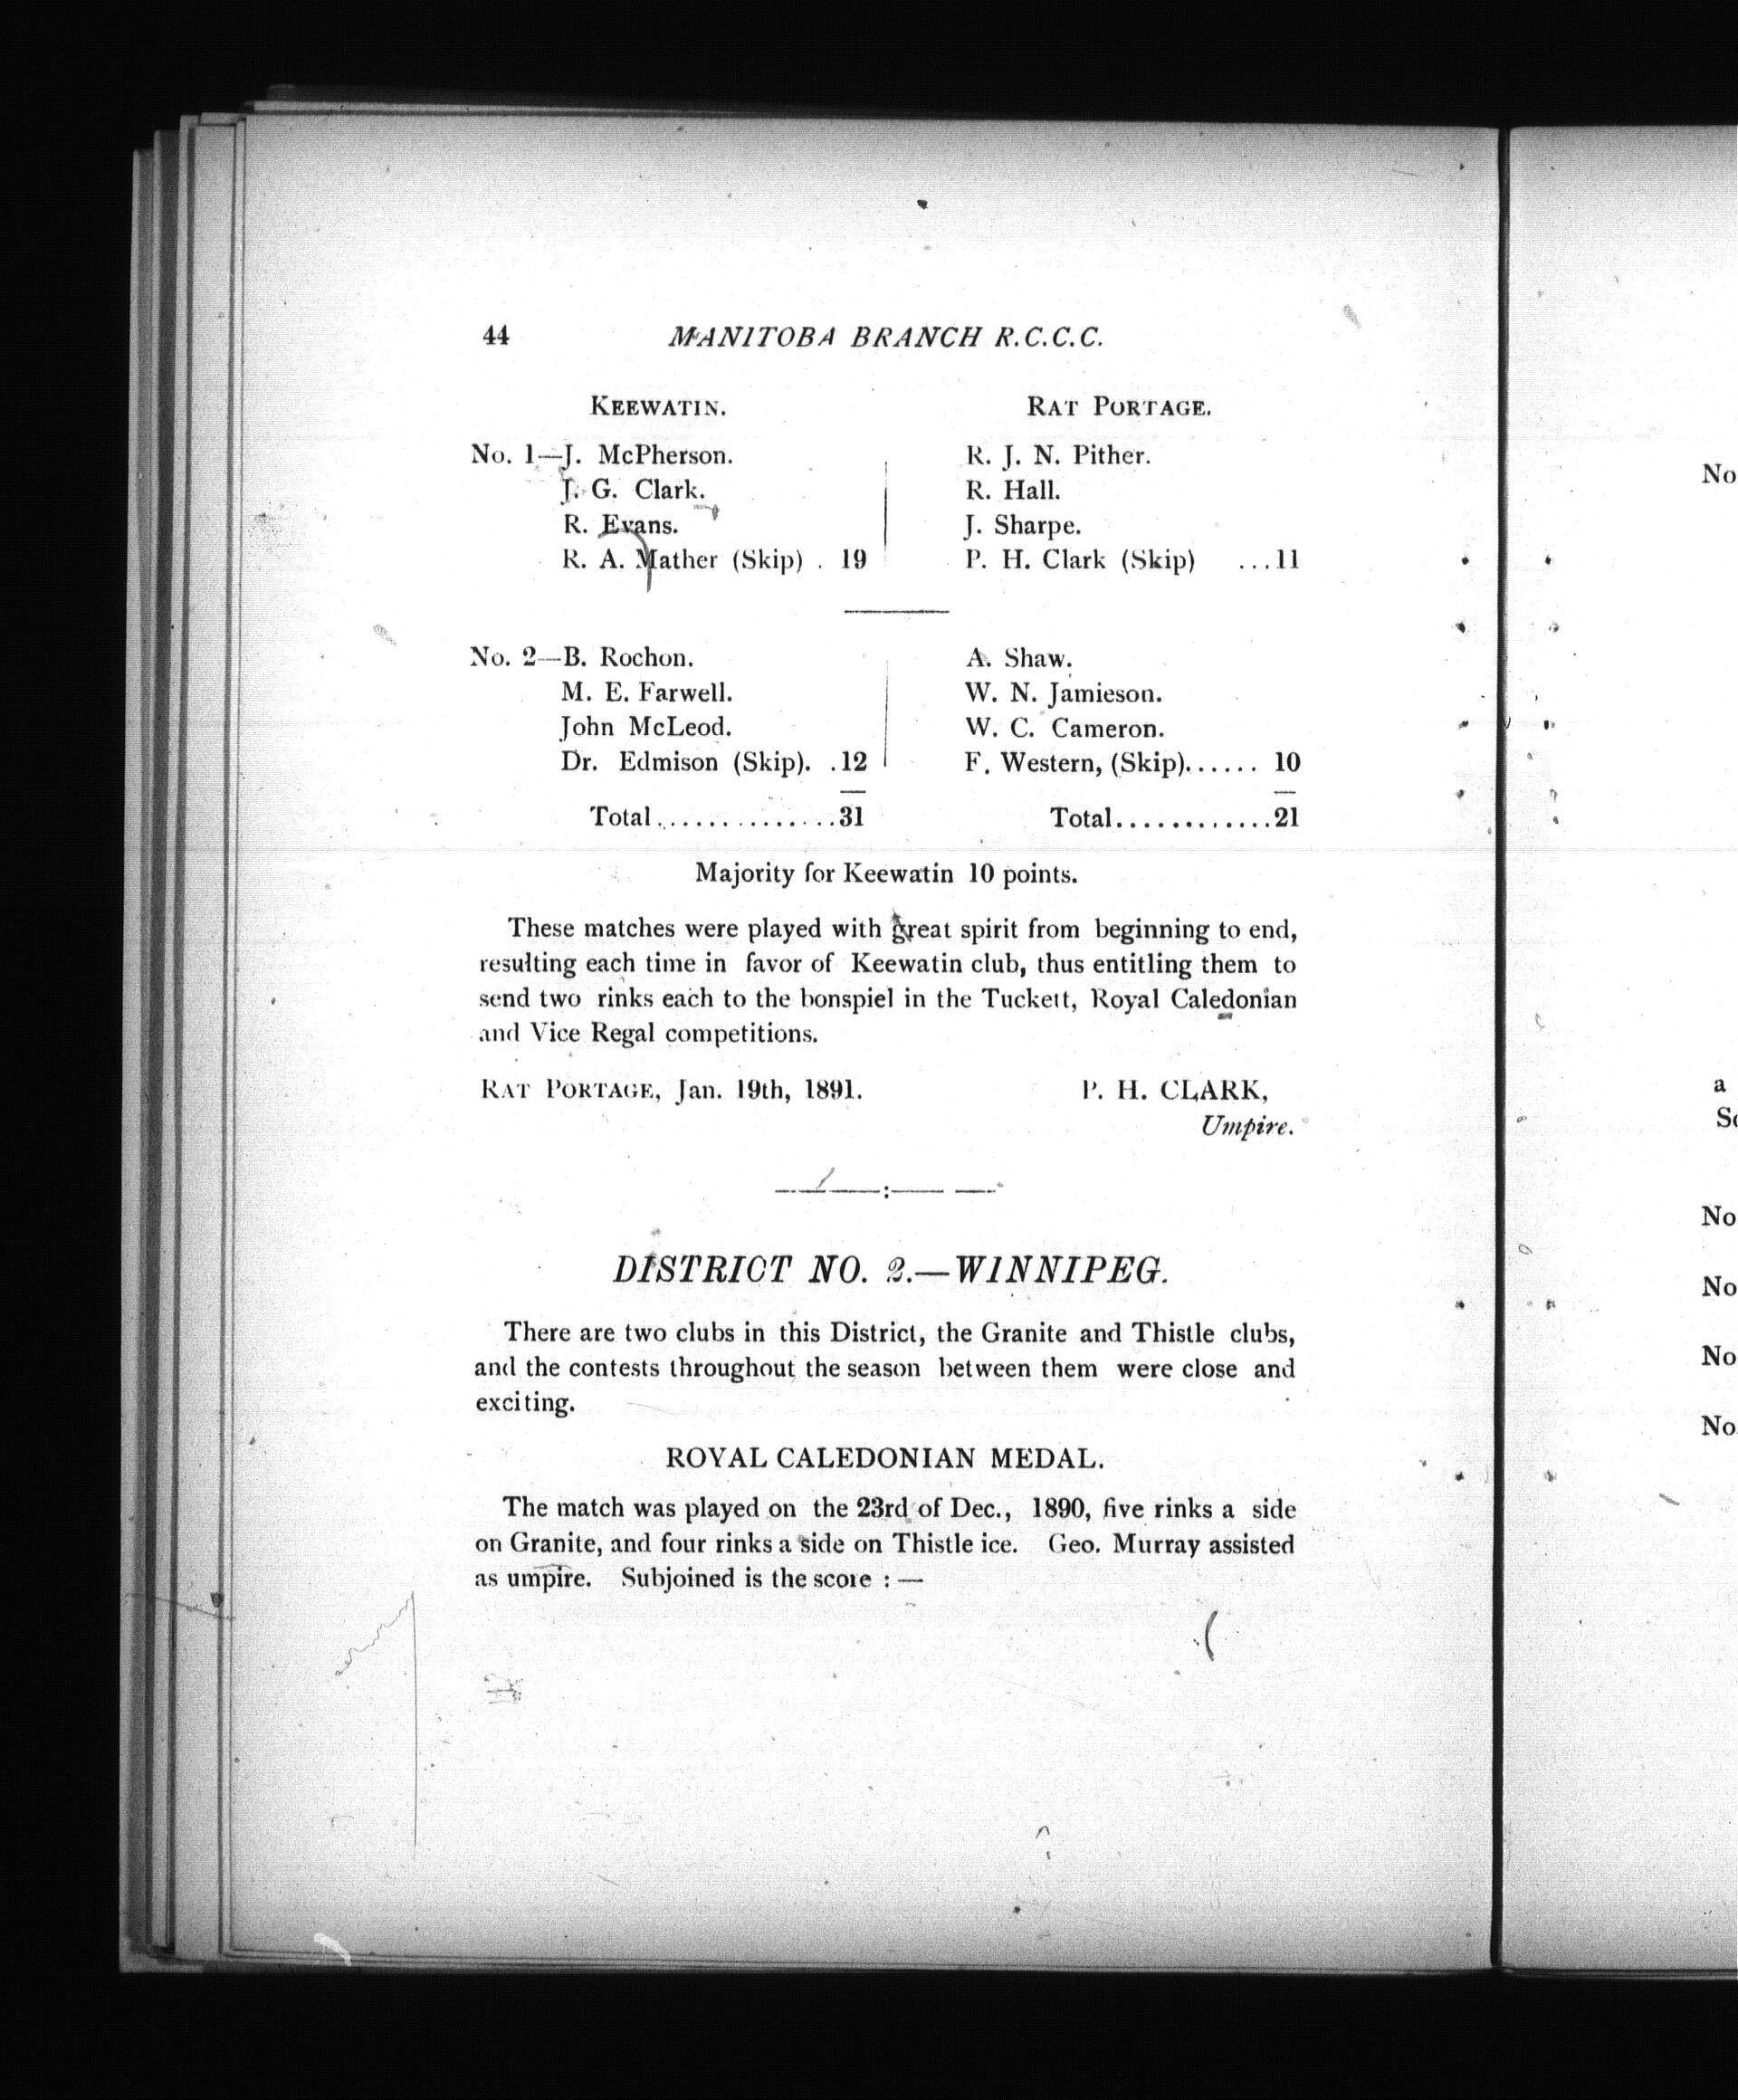 44 MANITOBA BRANCH R.C.C.C.
KEEWATIN. RAT PORTAGE.
No. 1—J. McPherson. R. J. N. Pither.
J. G. Clark. R. Hall.
R. Evans. J. Sharpe.
R. A. Mather (Skip) . 19 P. H. Clark (Skip) ...11
No. 2—B. Rochon. A. Shaw.
M. E. Farwell. W. N. Jamieson.
John McLeod. W. C. Cameron.
Dr. Edmison (Skip). .12 F. Western, (Skip)...... 10
Total..............31 Total............21
Majority for Keewatin 10 points.
These matches were played with great spirit from beginning to end,
resulting each time in favor of Keewatin club, thus entitling them to
send two rinks each to the bonspiel in the Tuckett, Royal Caledonian
and Vice Regal competitions.
RAT PORTAGE, Jan. 19th, 1891. P. H. CLARK,
Umpire.
DISTRICT NO. 2.—WINNIPEG.
There are two clubs in this District, the Granite and Thistle clubs,
and the contests throughout the season between them were close and
exciting.
ROYAL CALEDONIAN MEDAL.
The match was played on the 23rd of Dec., 1890, five rinks a side
on Granite, and four rinks a side on Thistle ice. Geo. Murray assisted
as umpire. Subjoined is the score :—
No
a
No
No
No
No.